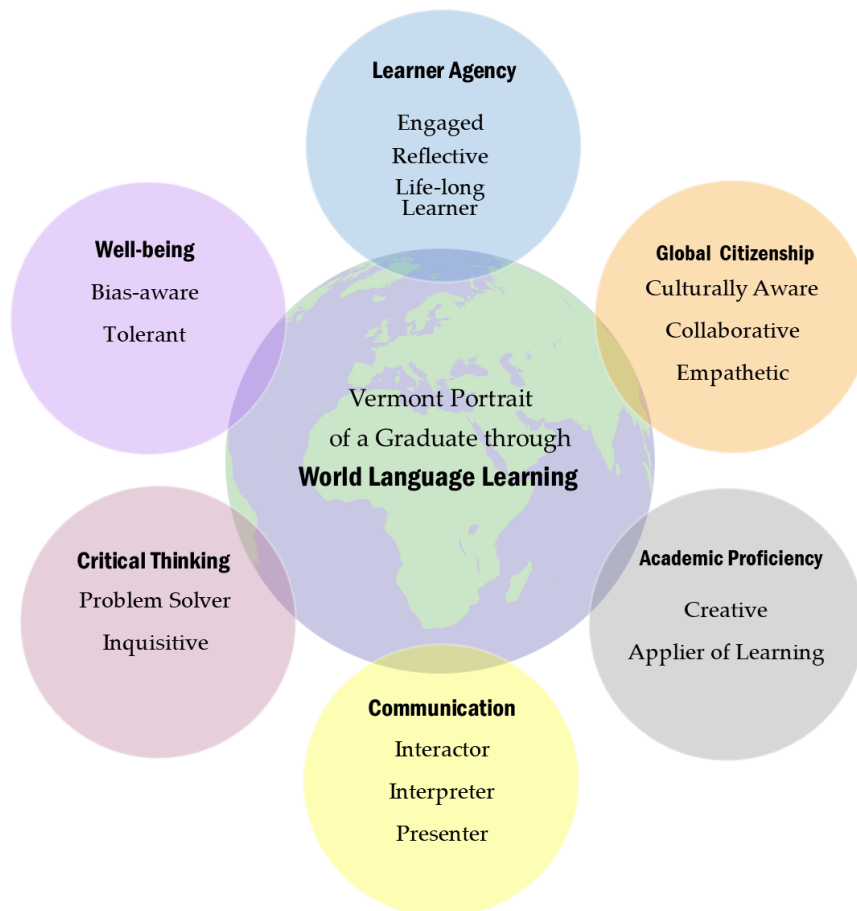 Learner Agency
Engaged
Reflective
Life-long
Learner
Well-being
Bias-aware
Tolerant
Global Citizenship
Culturally Aware
Collaborative
Empathetic
Vermont Portrait
of a Graduate through
World Language Learning
Critical Thinking
Problem Solver
Inquisitive
Academic Proficiency
Creative
Applier of Learning
Communication
Interactor
Interpreter
Presenter